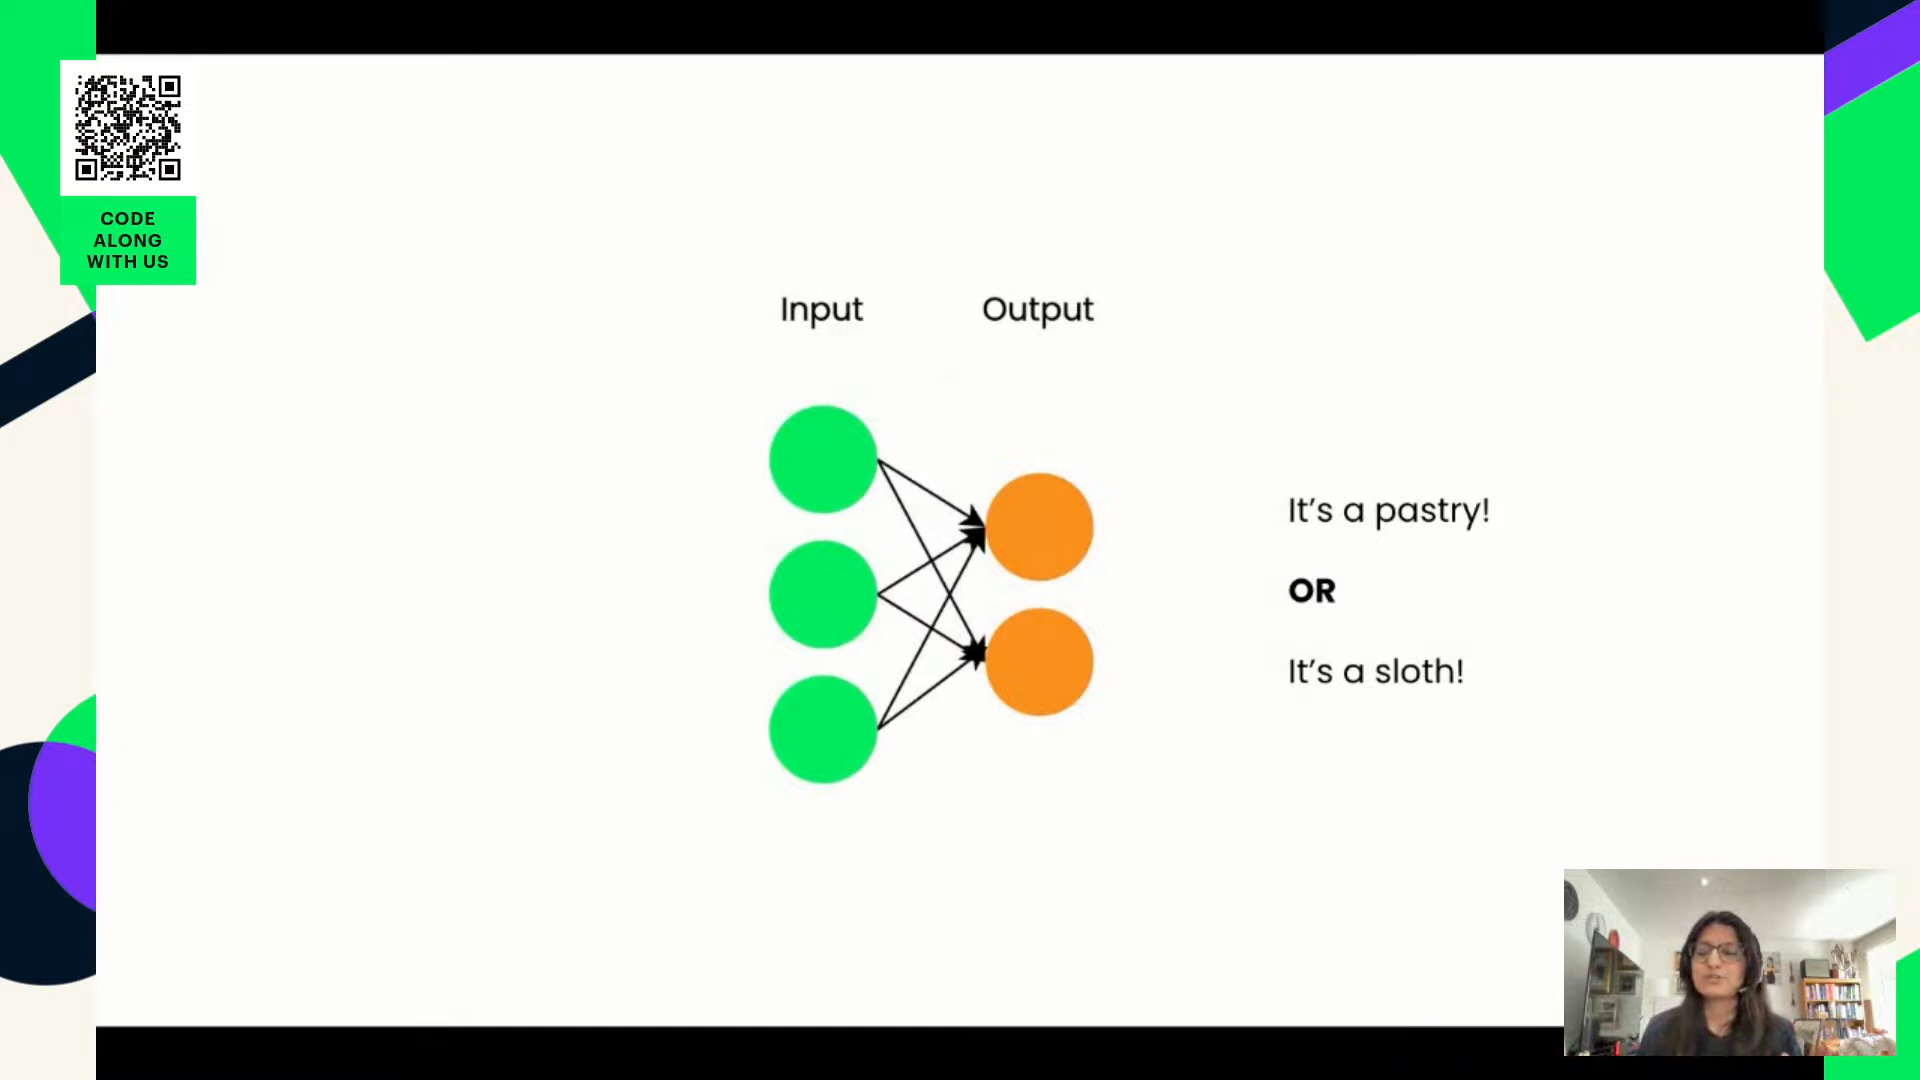 CODE
ALONG
WITH US
Input
Output
It's a pastry!
OR
It's a sloth!